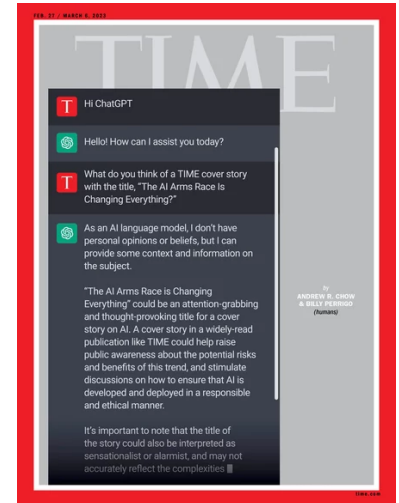 FEB. 27 / MARCH 6, 2023
TIME
T Hi ChatGPT
Hello! How can I assist you today?
T What do you think of a TIME cover story
with the title, “The AI Arms Race Is
Changing Everything?”
As an AI language model, I don’t have
personal opinions or beliefs, but I can
provide some context and information on
the subject.
“The AI Arms Race is Changing
Everything” could be an attention-grabbing
and thought-provoking title for a cover
story on AI. A cover story in a widely-read
publication like TIME could help raise
public awareness about the potential risks
and benefits of this trend, and stimulate
discussions on how to ensure that AI is
developed and deployed in a responsible
and ethical manner.
It’s important to note that the title of
the story could also be interpreted as
sensationalist or alarmist, and may not
accurately reflect the complexities
by
ANDREW R. CHOW
& BILLY PERRIGO
(humans)
time.com